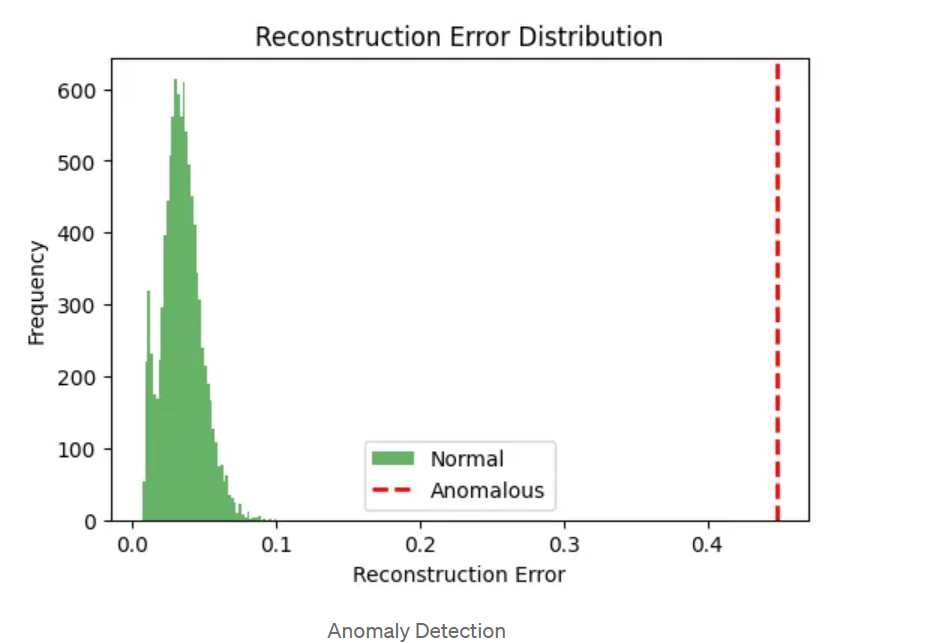 Reconstruction Error Distribution
600
500
400
300
200
100
0
Frequency
Normal
Anomalous
0.0 0.1 0.2 0.3 0.4
Reconstruction Error
Anomaly Detection